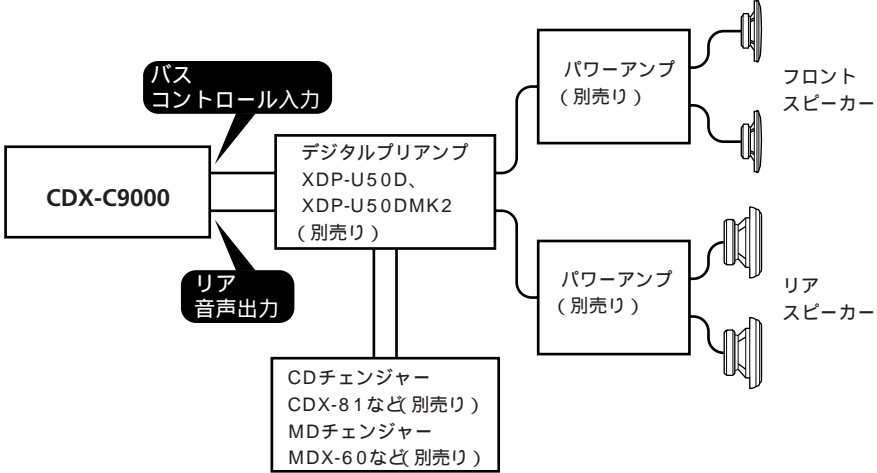 バス
コントロール入力
CDX-C9000
リア
音声出力
デジタルプリアンプ
XDP-U50D、
XDP-U50DMK2
(別売り)
CDチェンジャー
CDX-81など(別売り)
MDチェンジャー
MDX-60など(別売り)
パワーアンプ
(別売り)
フロント
スピーカー
パワーアンプ
(別売り)
リア
スピーカー